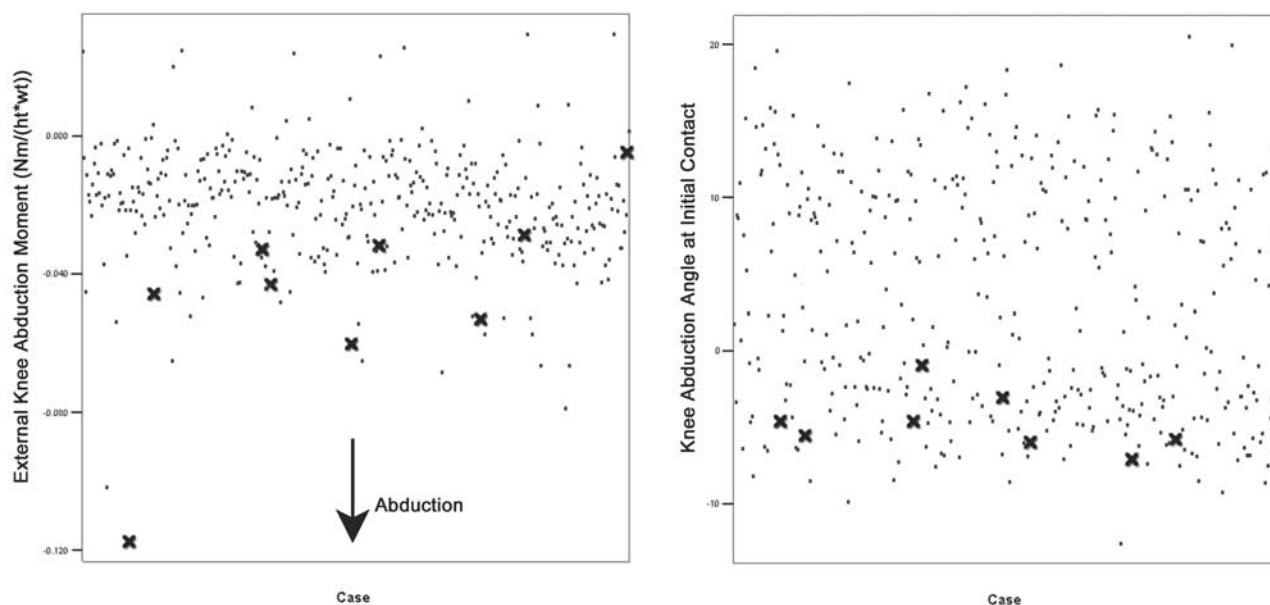 External Knee Abduction Moment (Nm/(ht*wt))
0.000
-0.040
-0.080
-0.120
Abduction
Case
Knee Abduction Angle at Initial Contact
20
10
0
-10
Case